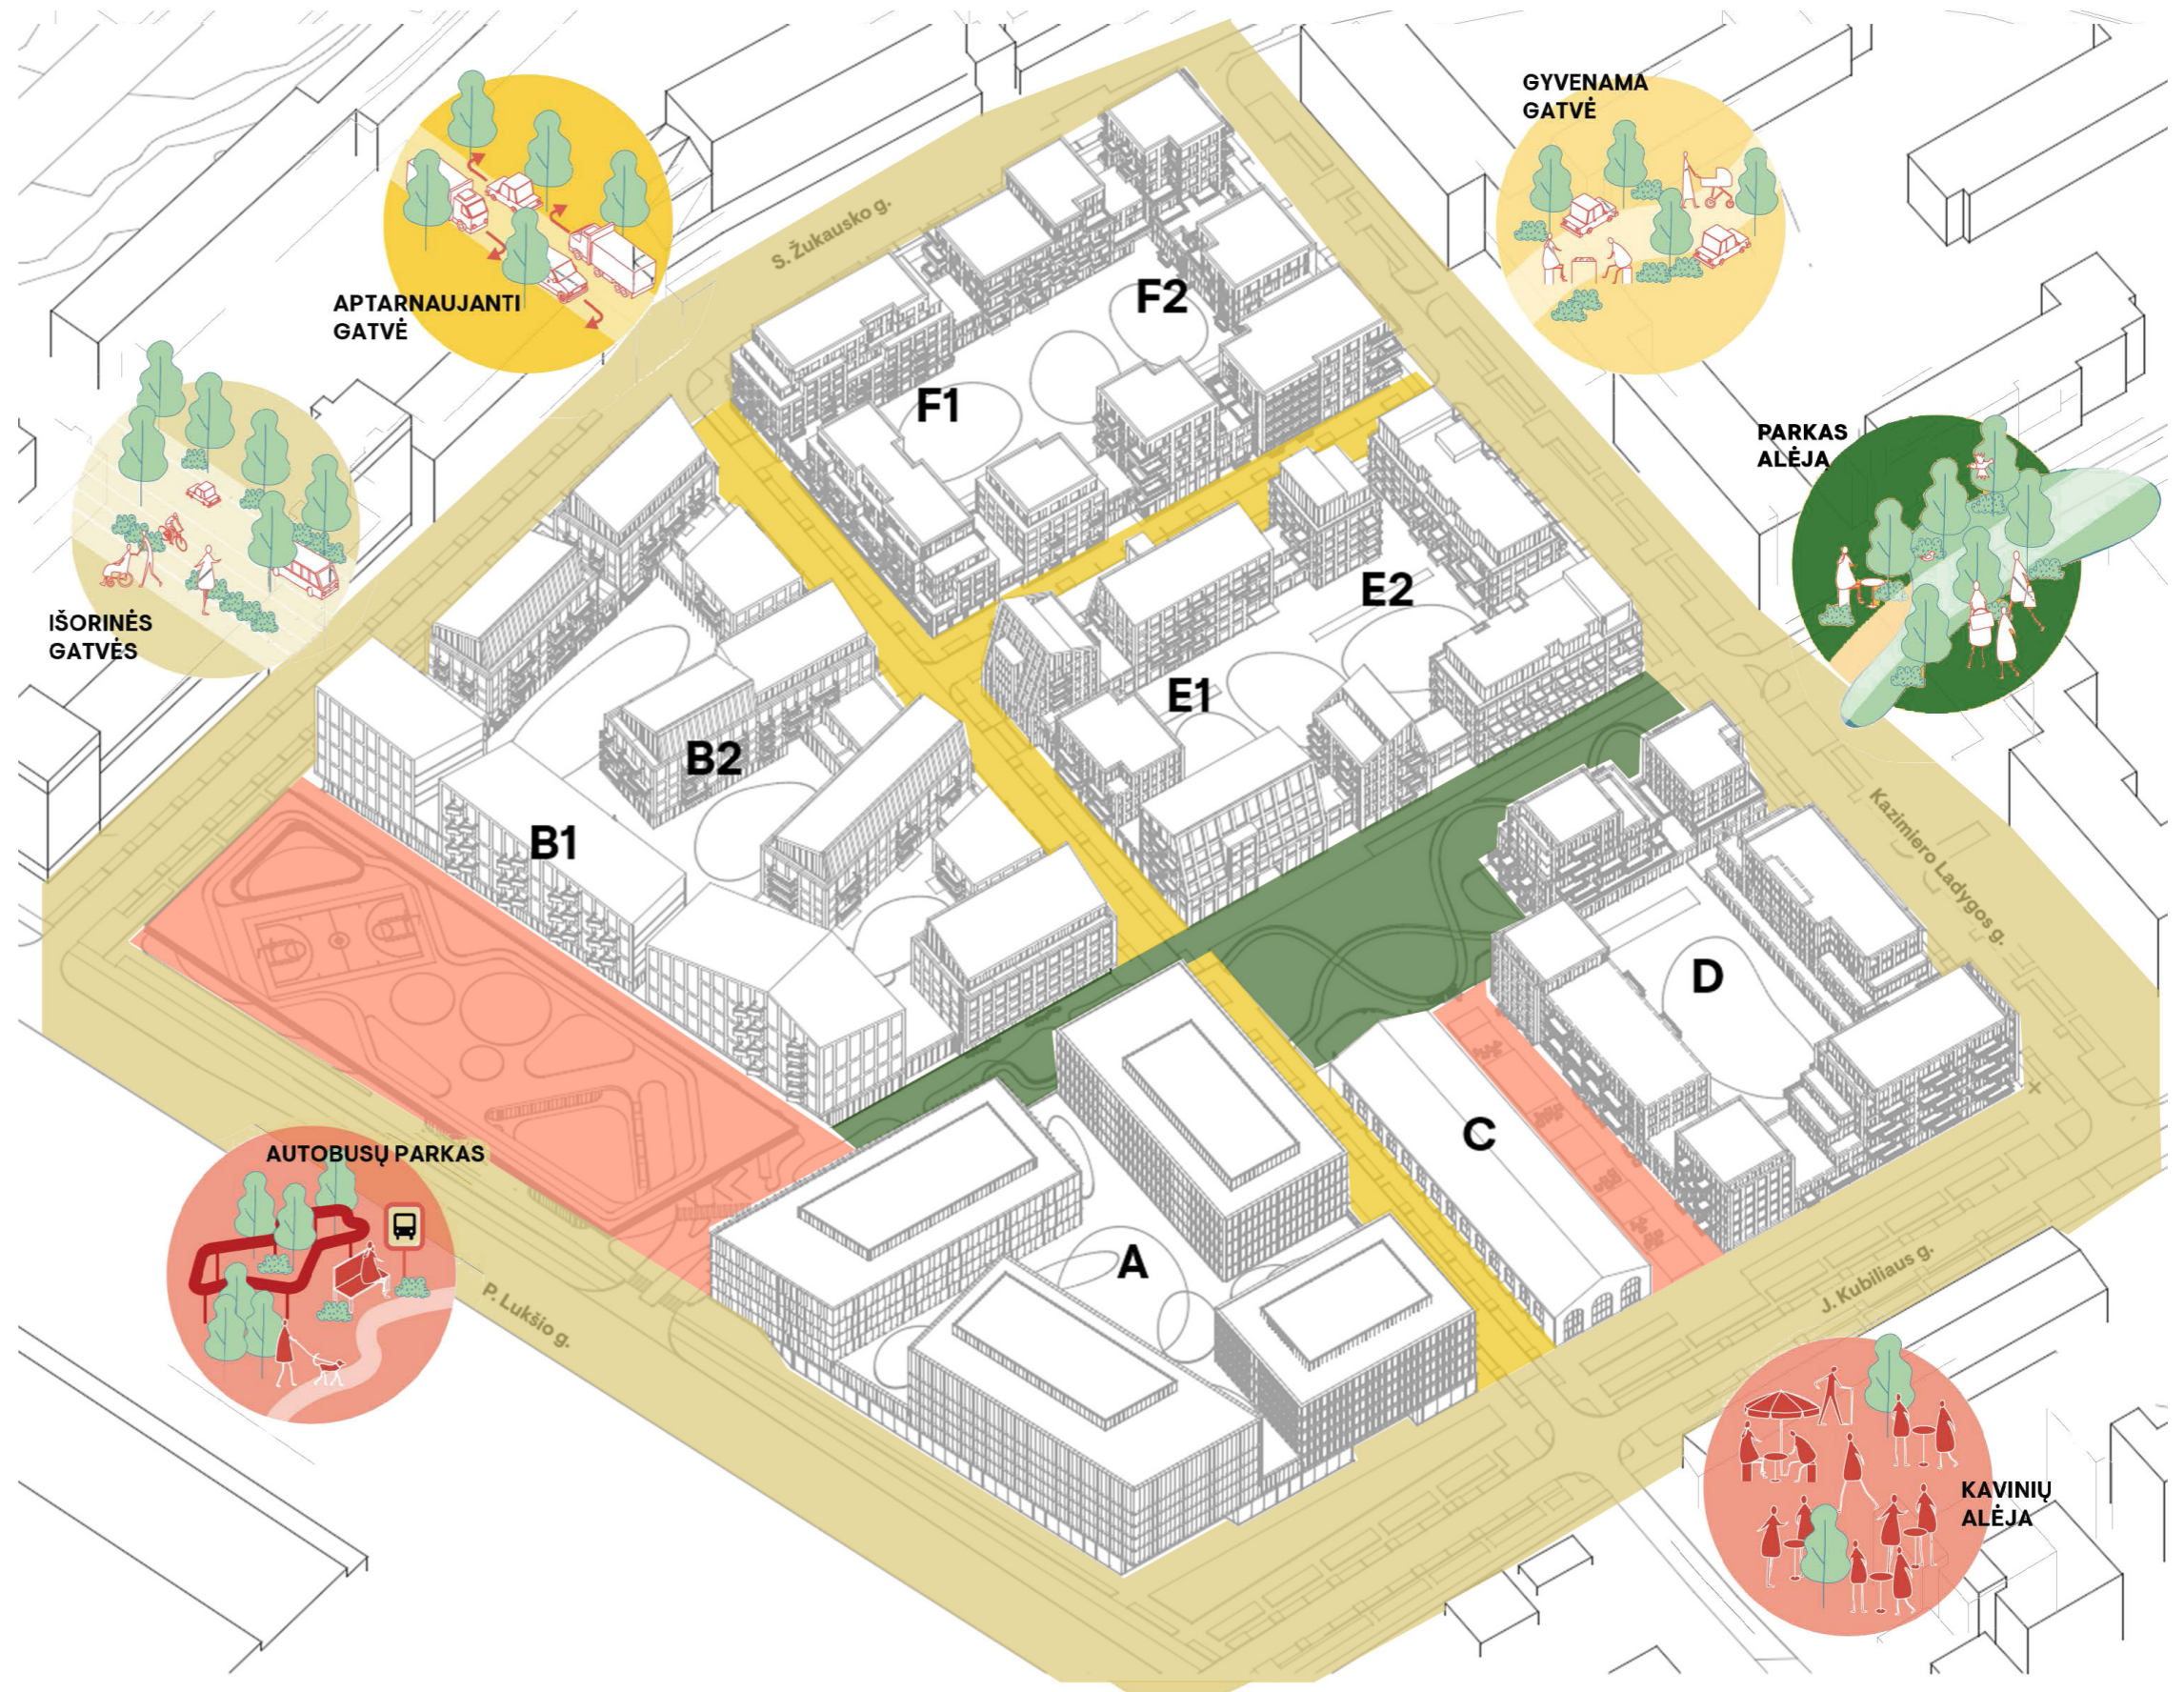 GYVENAMA
GATVĖ
S. Žukausko g.
APTARNAUJANTI
GATVĖ
F2
F1
PARKAS
ALĖJA
E2
IŠORINĖS
GATVĖS
E1
B2
B1
Kazimiero Ladygos g.
D
C
AUTOBUSŲ PARKAS
A
J. Kubiliaus g.
P. Lukšio g.
KAVINIŲ
ALĖJA